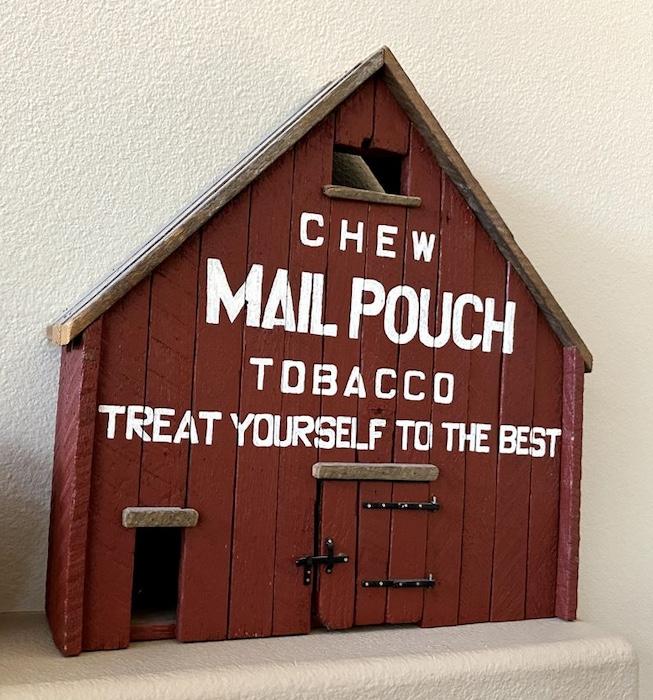 CHEW
MAIL POUCH
TOBACCO
TREAT YOURSELF TO THE BEST